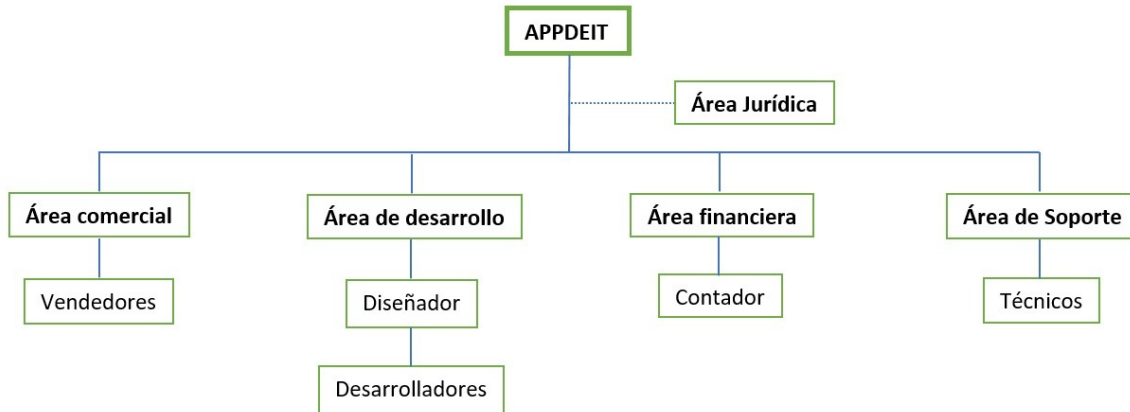 APPDEIT
Área Jurídica
Área comercial
Área de desarrollo
Área financiera
Área de Soporte
Vendedores
Diseñador
Contador
Técnicos
Desarrolladores